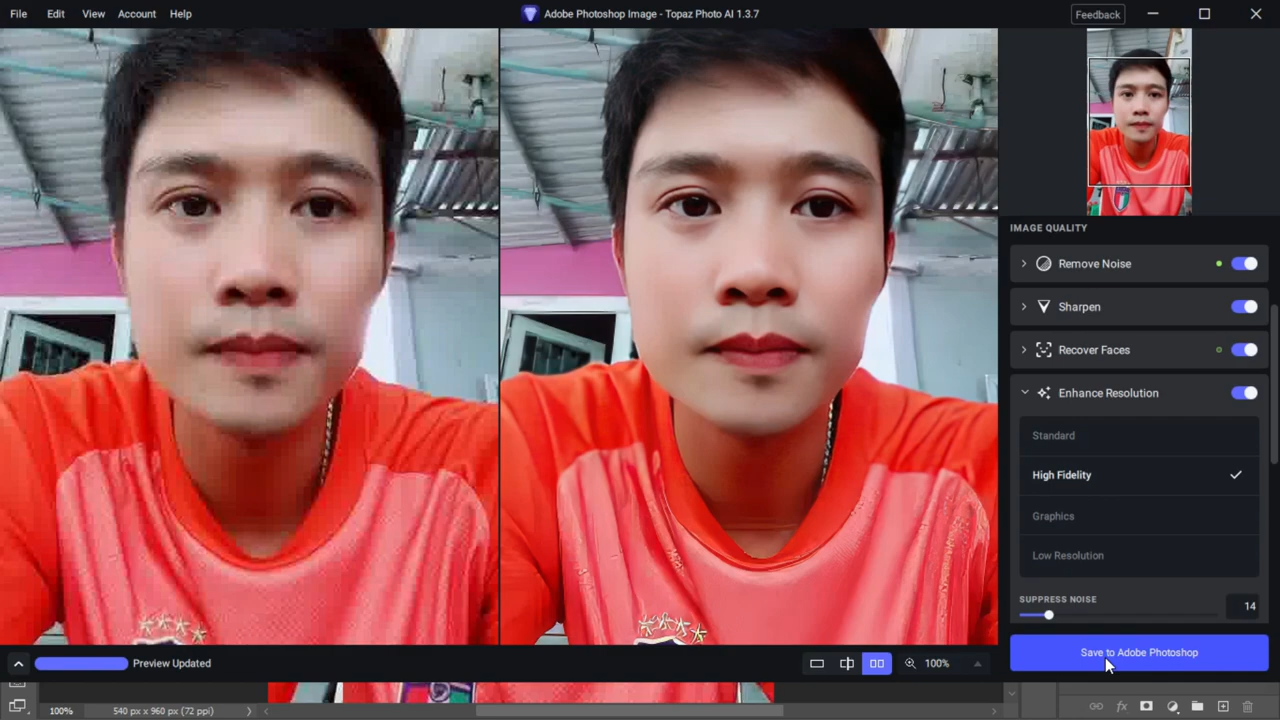 File Edit View Account Help
Adobe Photoshop Image - Topaz Photo AI 1.3.7
Feedback
IMAGE QUALITY
Remove Noise
Sharpen
Recover Faces
Enhance Resolution
Standard
High Fidelity
Graphics
Low Resolution
SUPPRESS NOISE
14
Save to Adobe Photoshop
Preview Updated
100%
100%
540 px x 960 px (72 ppi)
fx